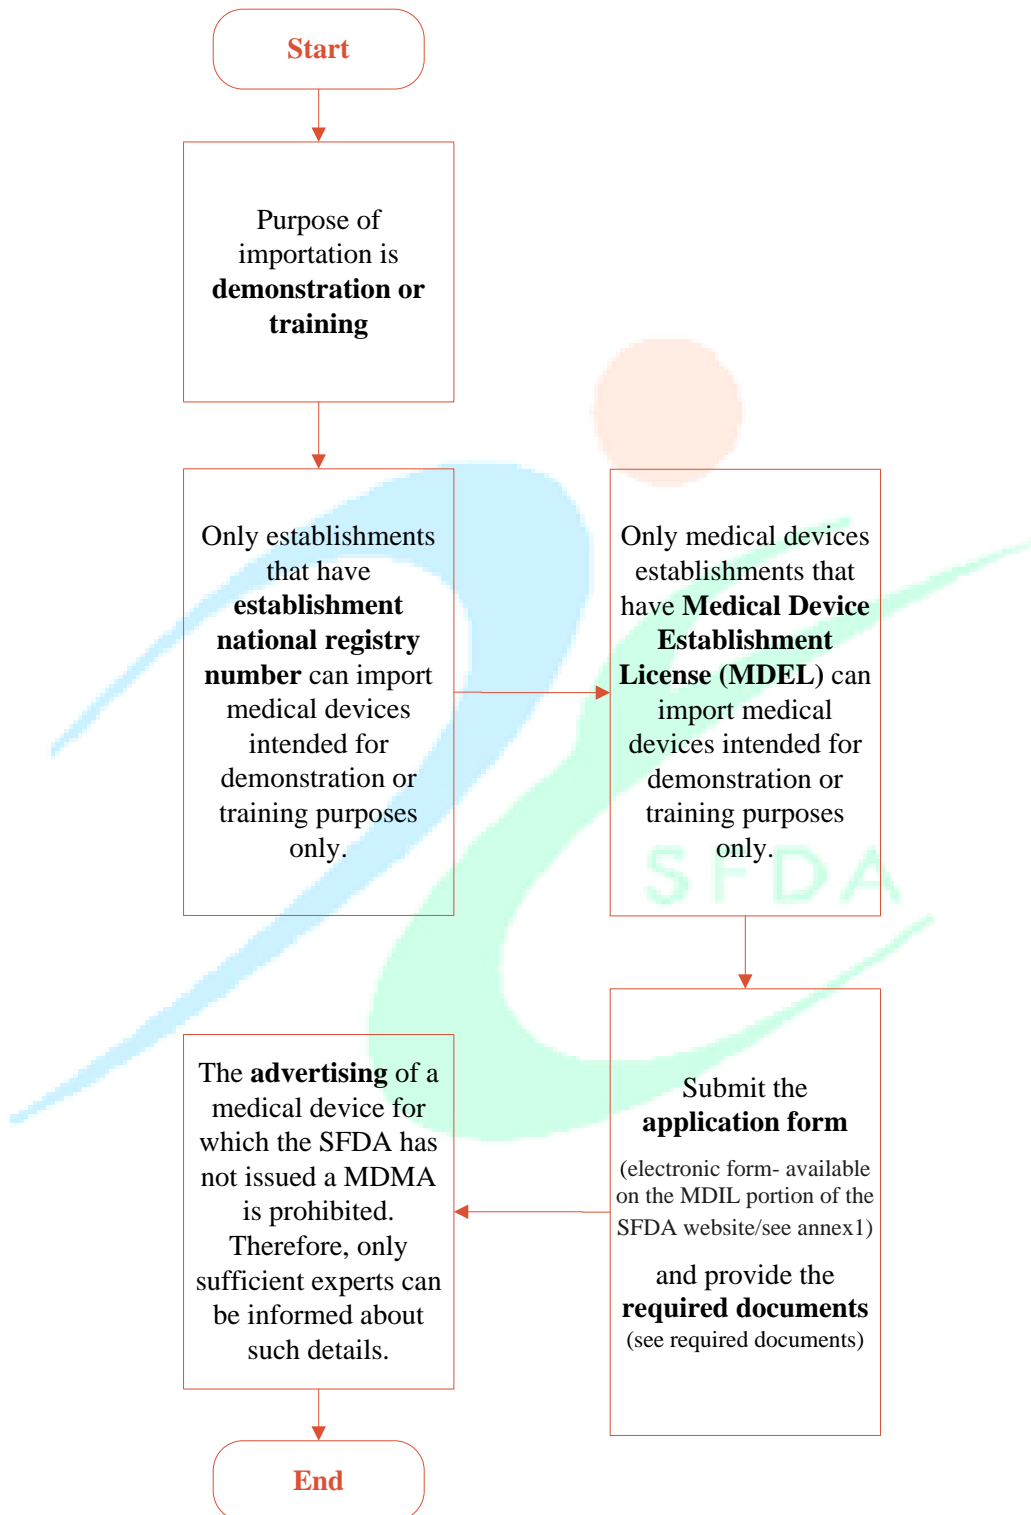 Start
Purpose of
importation is
demonstration or
training
Only establishments
that have
establishment
national registry
number can import
medical devices
intended for
demonstration or
training purposes
only.
Only medical devices
establishments that
have Medical Device
Establishment
License (MDEL) can
import medical
devices intended for
demonstration or
training purposes
only.
SFDA
Submit the
application form
(electronic form- available
on the MDIL portion of the
SFDA website/see annex1)
and provide the
required documents
(see required documents)
The advertising of a
medical device for
which the SFDA has
not issued a MDMA
is prohibited.
Therefore, only
sufficient experts can
be informed about
such details.
End